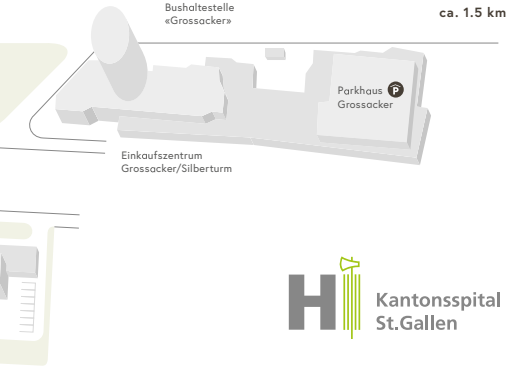 Bushaltestelle
«Grossacker»
ca. 1.5 km
Parkhaus P
Grossacker
Einkaufszentrum
Grossacker/Silberturm
H
Kantonsspital
St.Gallen